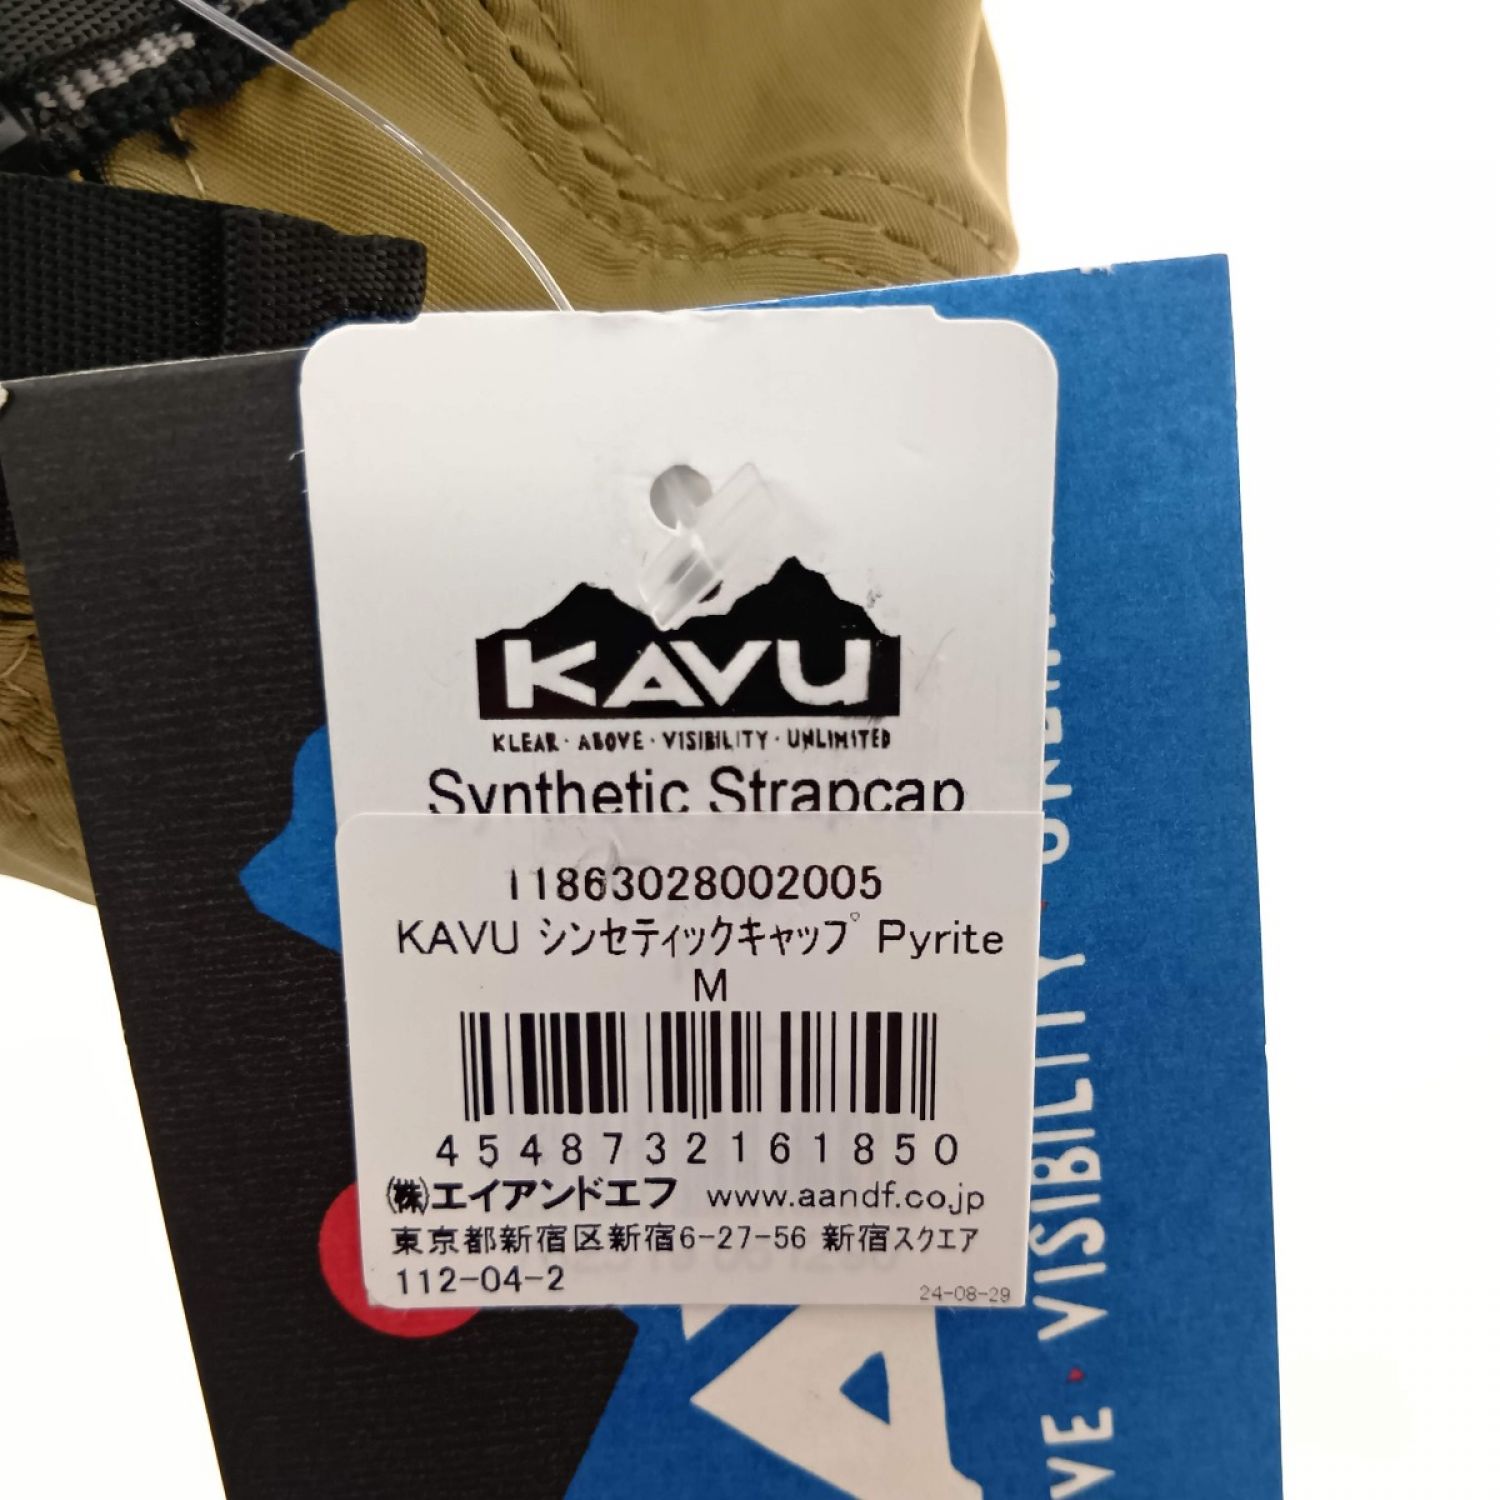 KAVU
KLEAR · ABOVE · VISIBILITY · UNLIMITED
Synthetic Strapcap
11863028002005
KAVU シンセティックキャップ Pyrite
M
4548732161850
㈱エイアンドエフ www.aandf.co.jp
東京都新宿区新宿6-27-56 新宿スクエア
112-04-2
24-08-29
VE · VISIBILITY · UNLIM